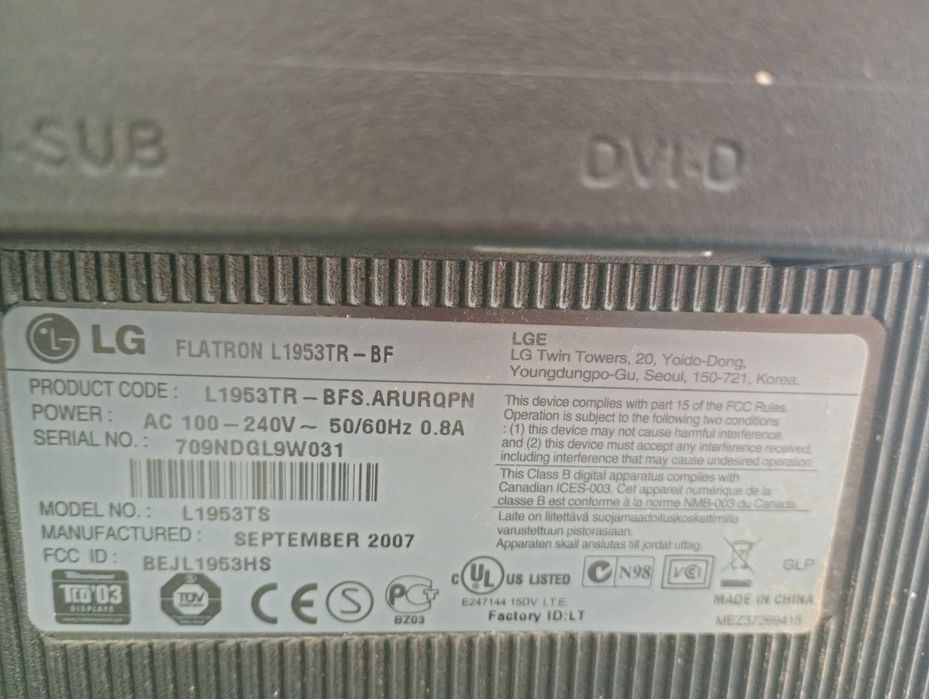 -SUB
DVI-D
LG FLATRON L1953TR-BF
PRODUCT CODE : L1953TR-BFS.ARURQPN
POWER : AC 100-240V~ 50/60Hz 0.8A
SERIAL NO. : 709NDGL9W031
MODEL NO. : L1953TS
MANUFACTURED : SEPTEMBER 2007
FCC ID : BEJL1953HS
TCO'03
DISPLAYS
TÜV
CE
S
PCT
BZ03
LGE
LG Twin Towers, 20, Yoido-Dong,
Youngdungpo-Gu, Seoul, 150-721, Korea.
This device complies with part 15 of the FCC Rules.
Operation is subject to the following two conditions
: (1) this device may not cause harmful interference,
and (2) this device must accept any interference received,
including interference that may cause undesired operation
This Class B digital apparatus complies with
Canadian ICES-003. Cet appareil numérique de la
classe B est conforme à la norme NMB-003 du Canada.
Laite on liitettävä suojamaadoituskoskettimilla
varustettuun pistorasiaan.
Apparaten skall anslutas till jordat uttag.
c UL US LISTED
E247144 15DV I.T.E.
Factory ID:LT
N98
VCI
GLP
MADE IN CHINA
MEZ37269415